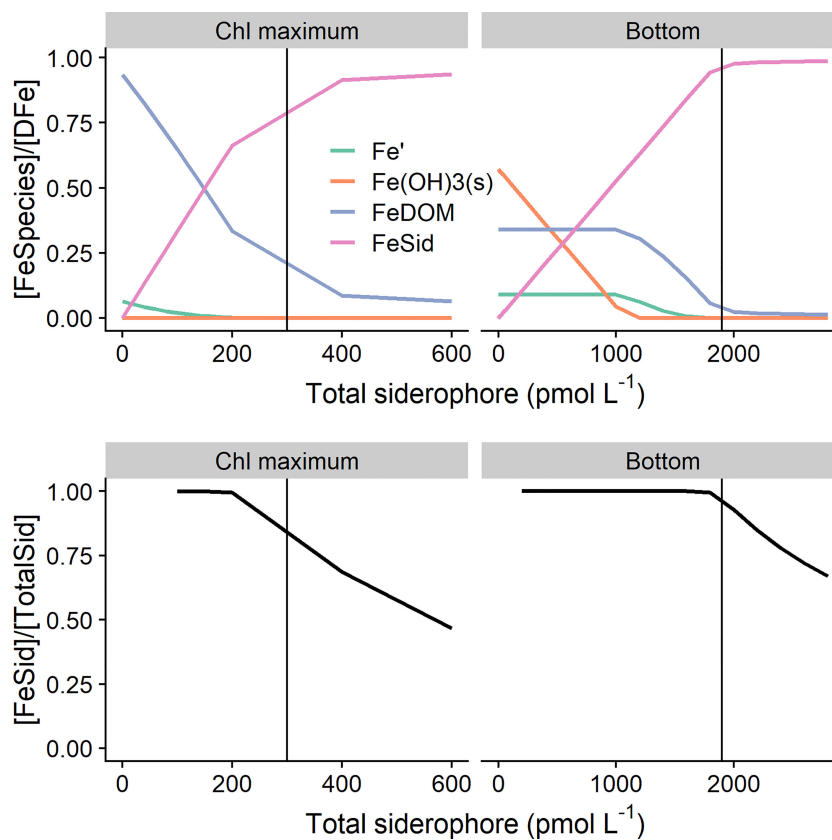 Chl maximum Bottom
[FeSpecies]/[DFe]
1.00
0.75
0.50
0.25
0.00
Fe'
Fe(OH)3(s)
FeDOM
FeSid
0 200 400 600 0 1000 2000
Total siderophore (pmol L⁻¹)
Chl maximum Bottom
[FeSid]/[TotalSid]
1.00
0.75
0.50
0.25
0.00
0 200 400 600 0 1000 2000
Total siderophore (pmol L⁻¹)